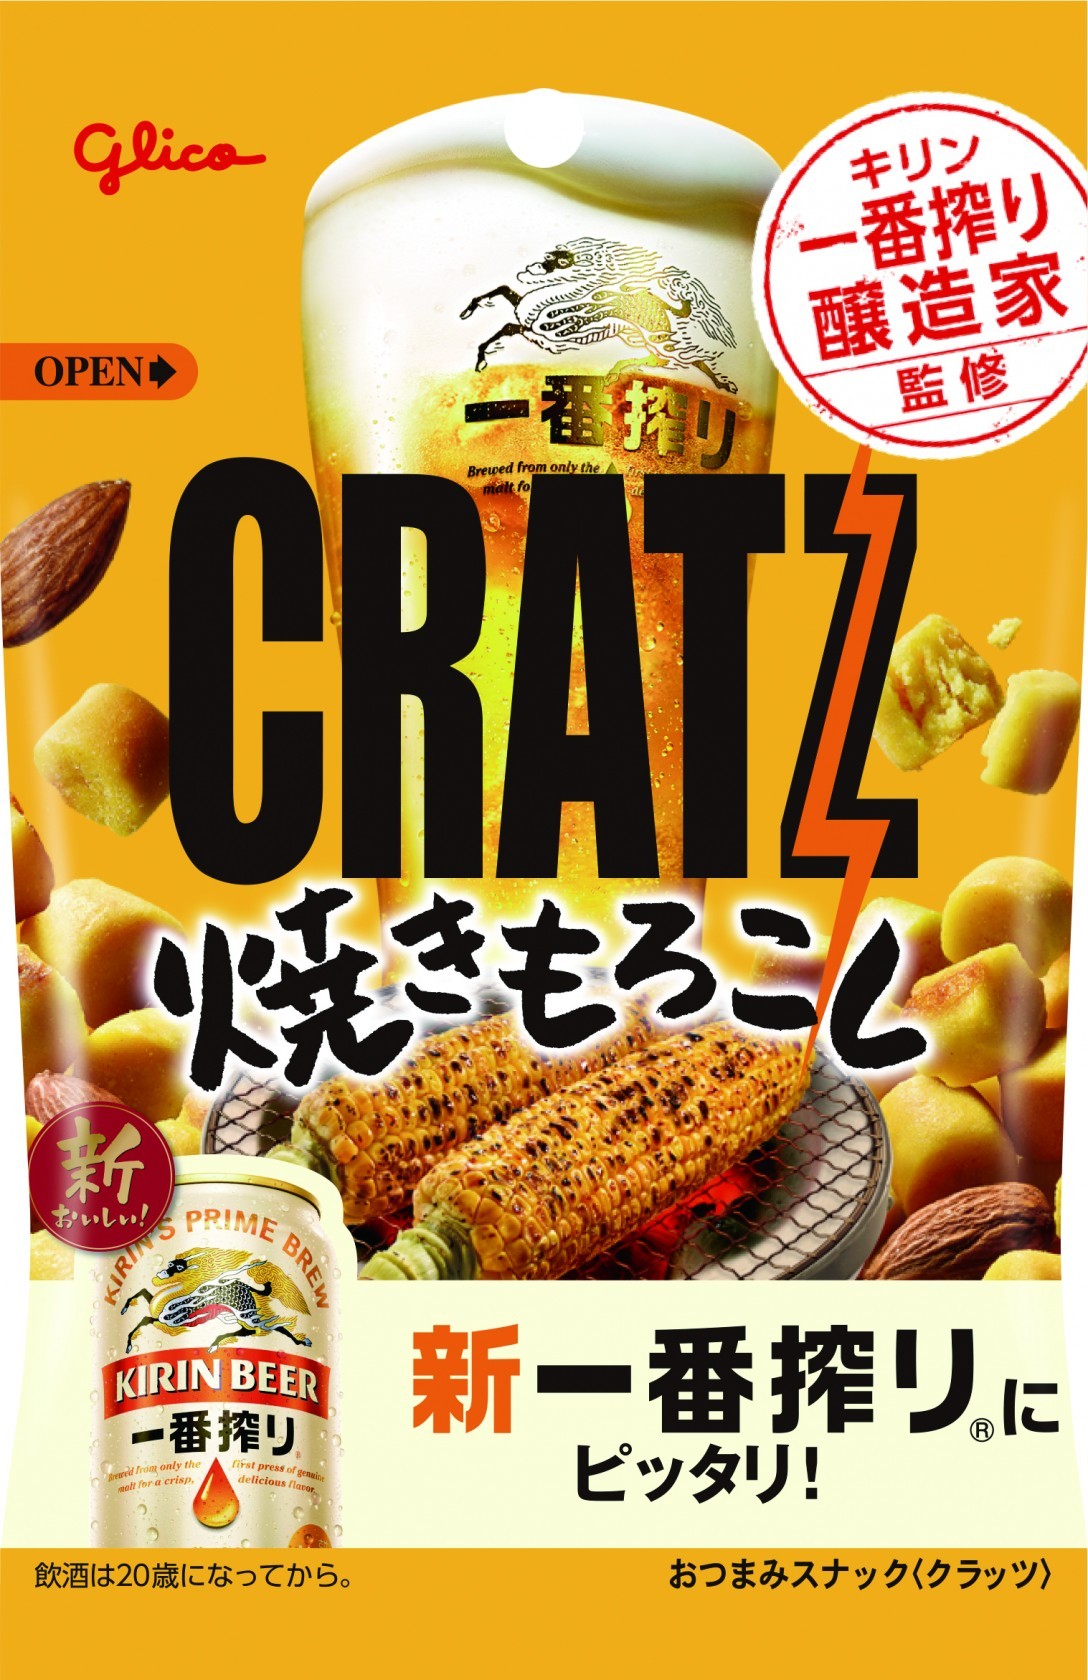 Glico
キリン
一番搾り
醸造家
監修
OPEN
一番搾り
Brewed from only the
malt fo
CRATZ
焼きもろこし
新
おいしい!
KIRIN'S PRIME BREW
KIRIN BEER
一番搾り
Brewed from only the first press of genuine
malt for a crisp, delicious flavor.
新一番搾り®に
ピッタリ!
飲酒は20歳になってから。
おつまみスナック〈クラッツ〉